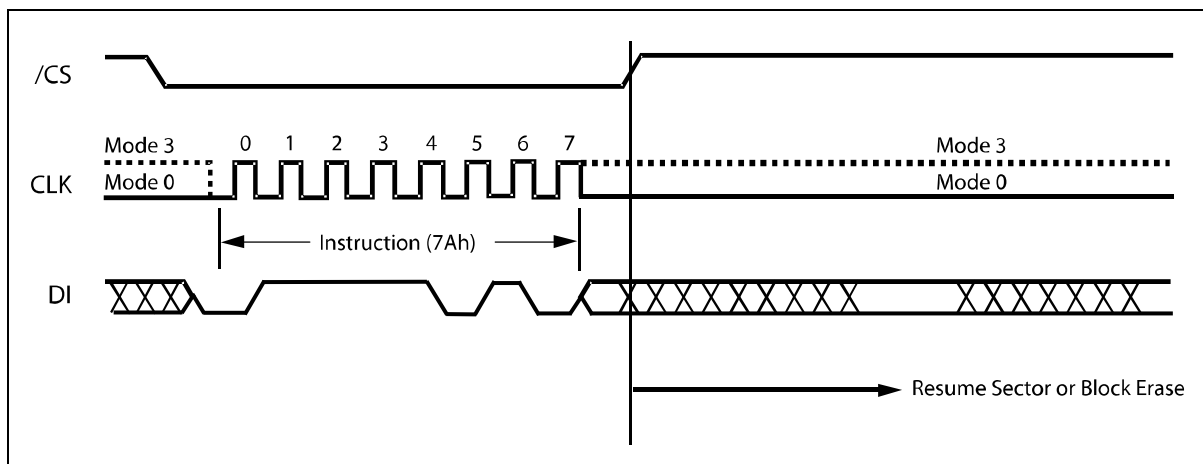 /CS
Mode 3 0 1 2 3 4 5 6 7 Mode 3
CLK Mode 0 Mode 0
Instruction (7Ah)
DI
Resume Sector or Block Erase